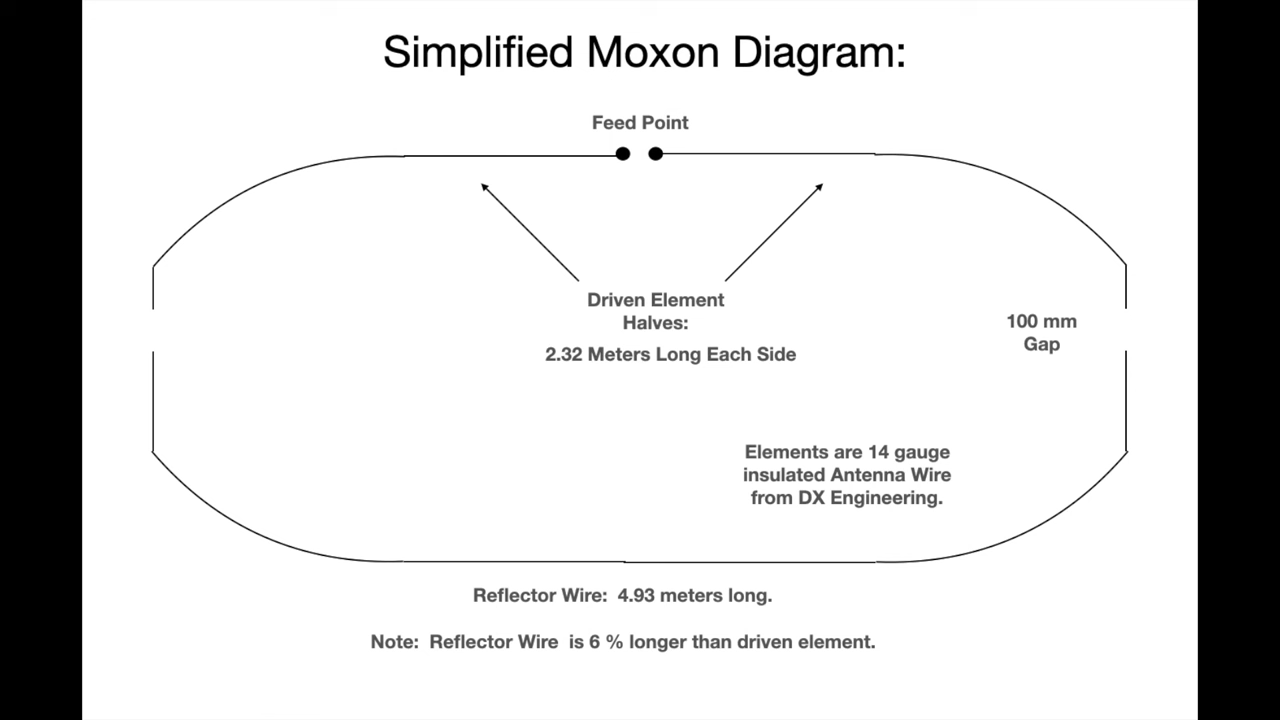 Simplified Moxon Diagram:
Feed Point
Driven Element
Halves:
2.32 Meters Long Each Side
100 mm
Gap
Elements are 14 gauge
insulated Antenna Wire
from DX Engineering.
Reflector Wire:  4.93 meters long.
Note:  Reflector Wire  is 6 % longer than driven element.